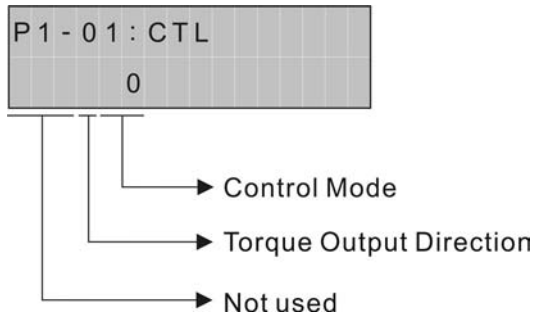 P1-01:CTL
0
Control Mode
Torque Output Direction
Not used